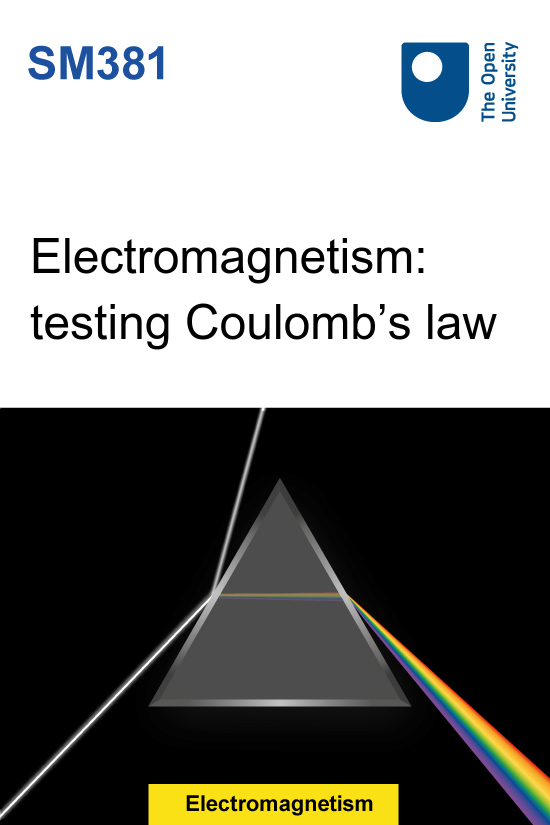 SM381
The Open
University
Electromagnetism:
testing Coulomb’s law
Electromagnetism